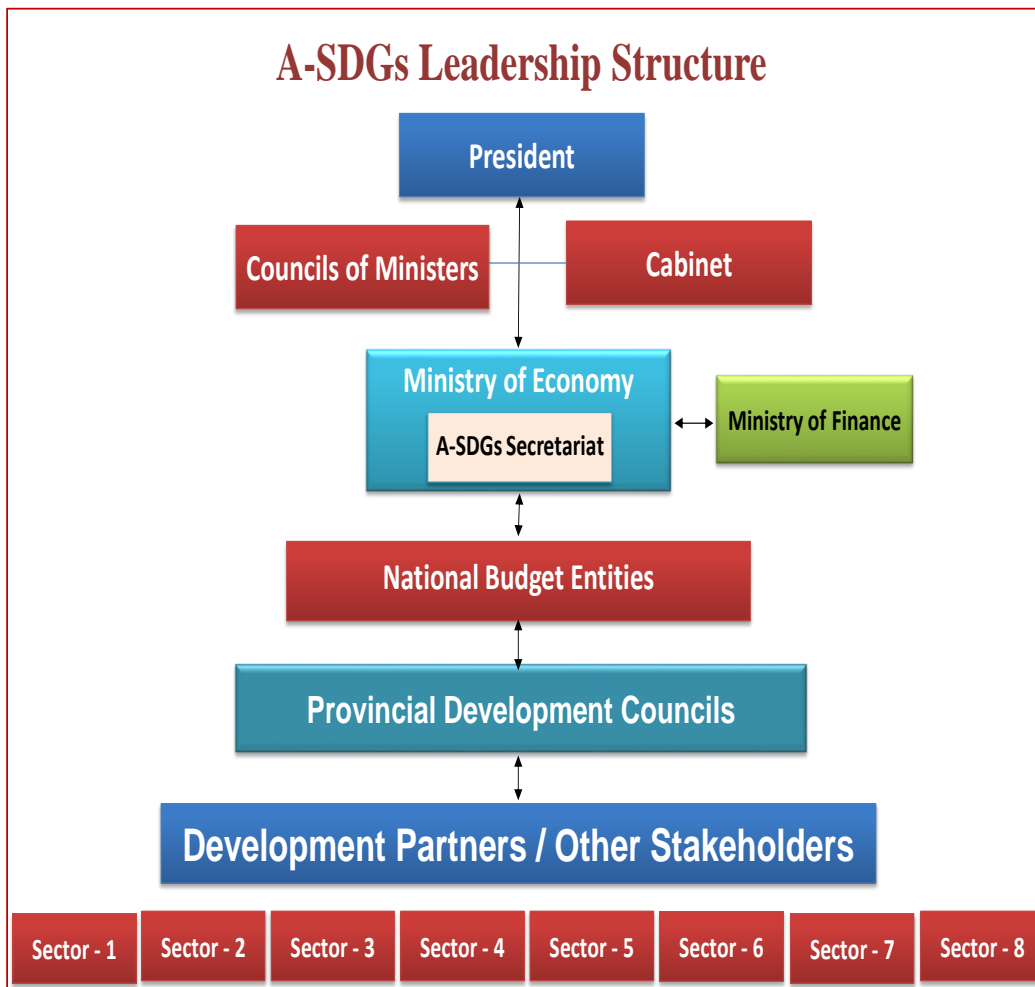 A-SDGs Leadership Structure
President
Councils of Ministers
Cabinet
Ministry of Economy
A-SDGs Secretariat
Ministry of Finance
National Budget Entities
Provincial Development Councils
Development Partners / Other Stakeholders
Sector - 1
Sector - 2
Sector - 3
Sector - 4
Sector - 5
Sector - 6
Sector - 7
Sector - 8